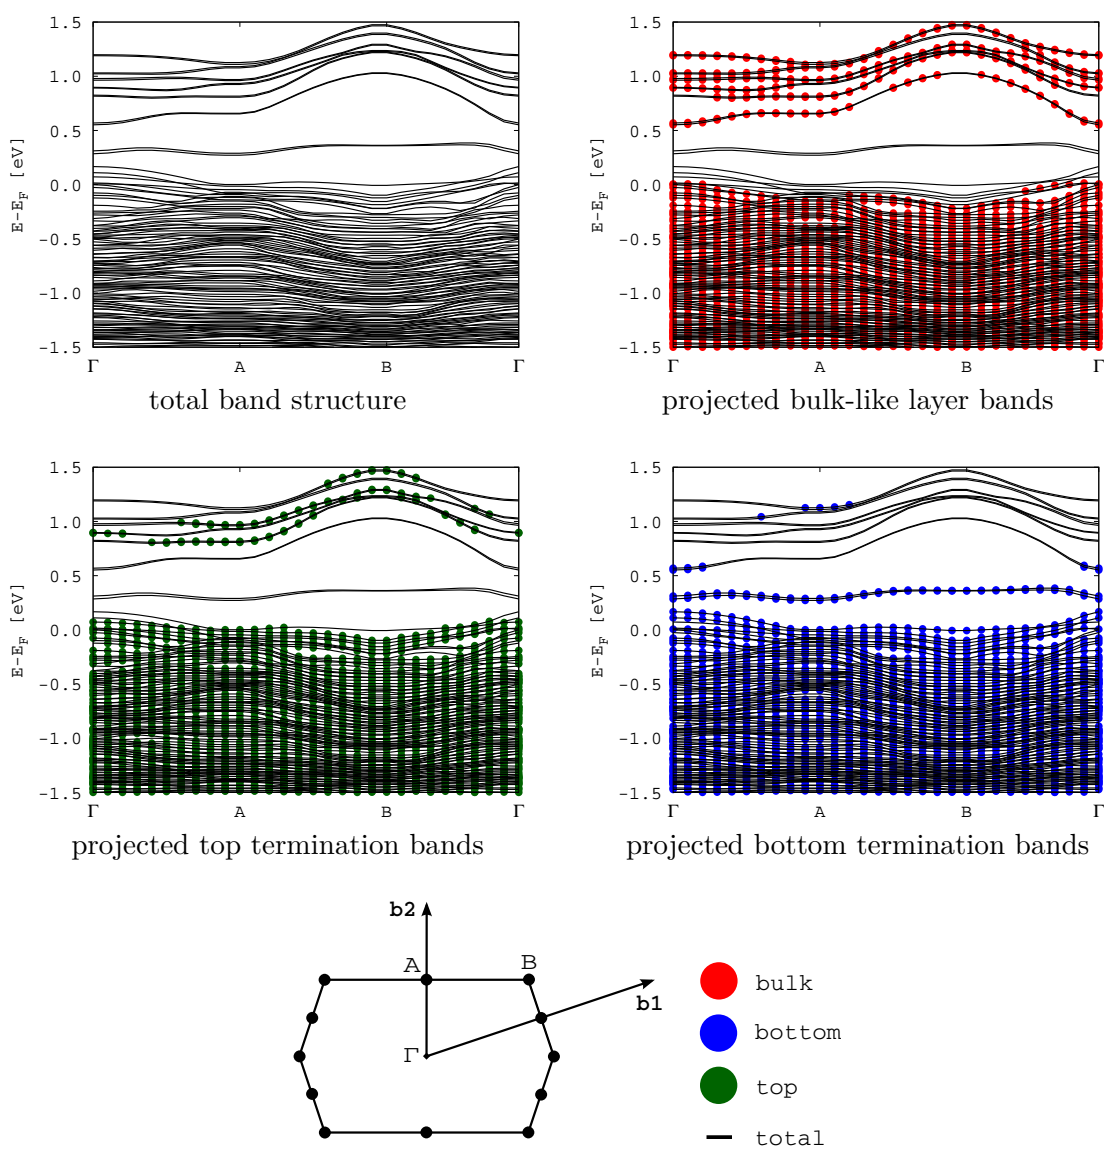 1.5 1.5
1.0 1.0
0.5 0.5
0.0 0.0
-0.5 -0.5
-1.0 -1.0
-1.5 -1.5
E-E_F [eV] E-E_F [eV]
Γ A B Γ Γ A B Γ
total band structure projected bulk-like layer bands
1.5 1.5
1.0 1.0
0.5 0.5
0.0 0.0
-0.5 -0.5
-1.0 -1.0
-1.5 -1.5
E-E_F [eV] E-E_F [eV]
Γ A B Γ Γ A B Γ
projected top termination bands projected bottom termination bands
b2
A B
b1
Γ
bulk
bottom
top
total